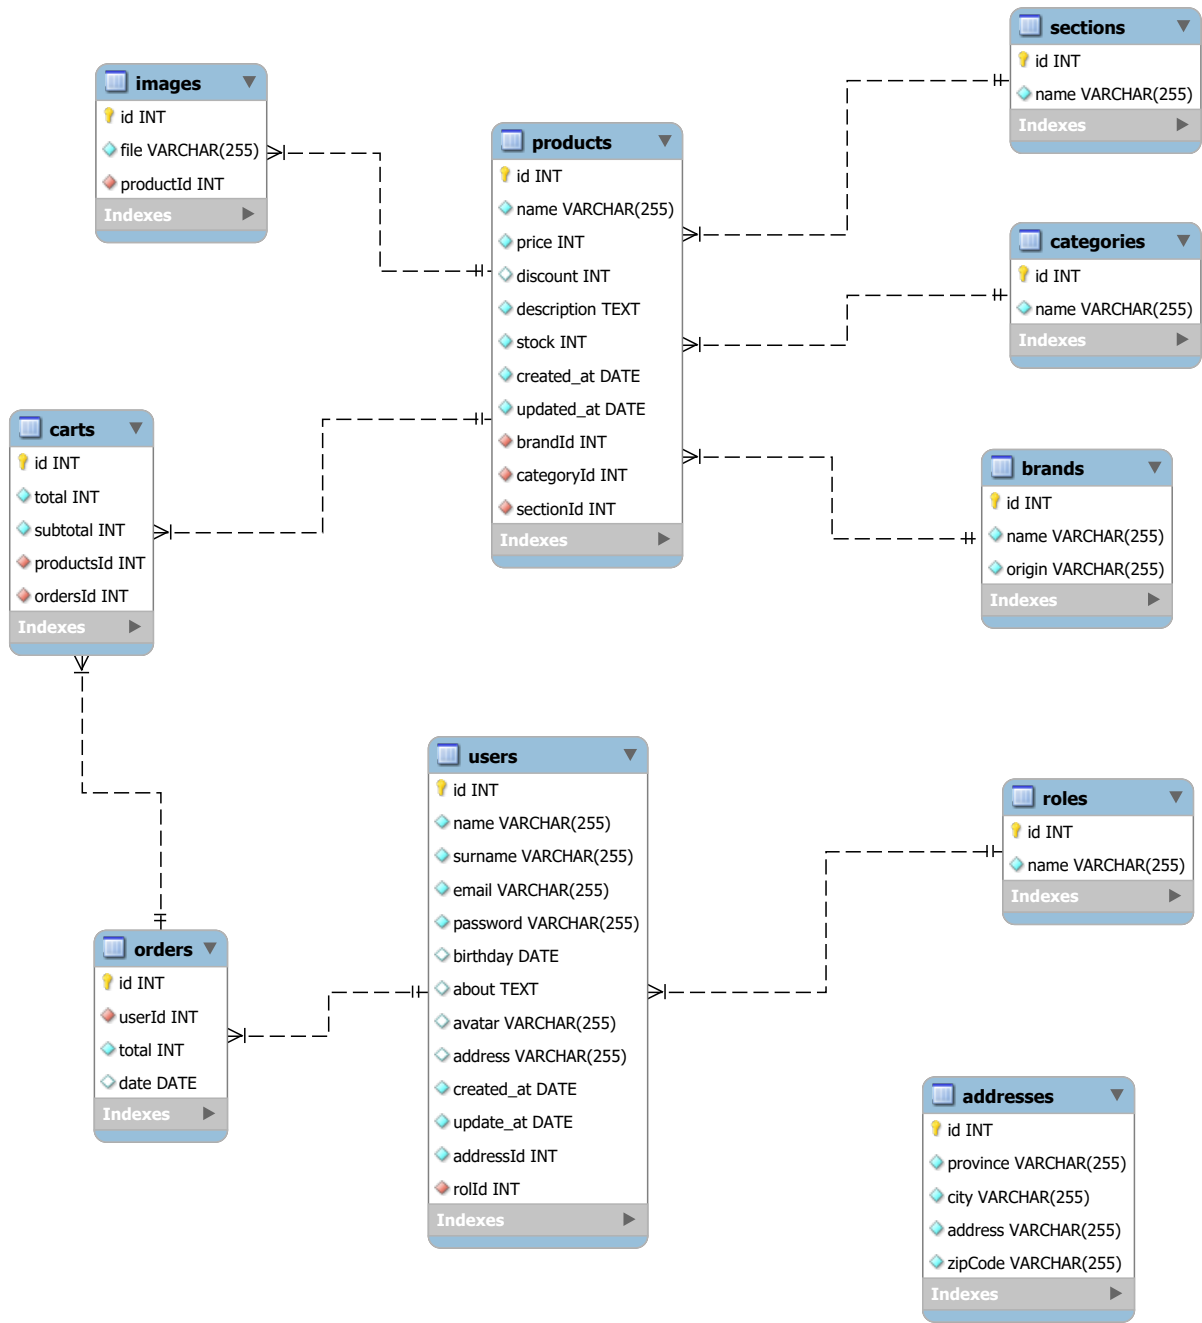 images
id INT
file VARCHAR(255)
productId INT
Indexes
products
id INT
name VARCHAR(255)
price INT
discount INT
description TEXT
stock INT
created_at DATE
updated_at DATE
brandId INT
categoryId INT
sectionId INT
Indexes
sections
id INT
name VARCHAR(255)
Indexes
categories
id INT
name VARCHAR(255)
Indexes
brands
id INT
name VARCHAR(255)
origin VARCHAR(255)
Indexes
carts
id INT
total INT
subtotal INT
productsId INT
ordersId INT
Indexes
orders
id INT
userId INT
total INT
date DATE
Indexes
users
id INT
name VARCHAR(255)
surname VARCHAR(255)
email VARCHAR(255)
password VARCHAR(255)
birthday DATE
about TEXT
avatar VARCHAR(255)
address VARCHAR(255)
created_at DATE
update_at DATE
addressId INT
rolId INT
Indexes
roles
id INT
name VARCHAR(255)
Indexes
addresses
id INT
province VARCHAR(255)
city VARCHAR(255)
address VARCHAR(255)
zipCode VARCHAR(255)
Indexes